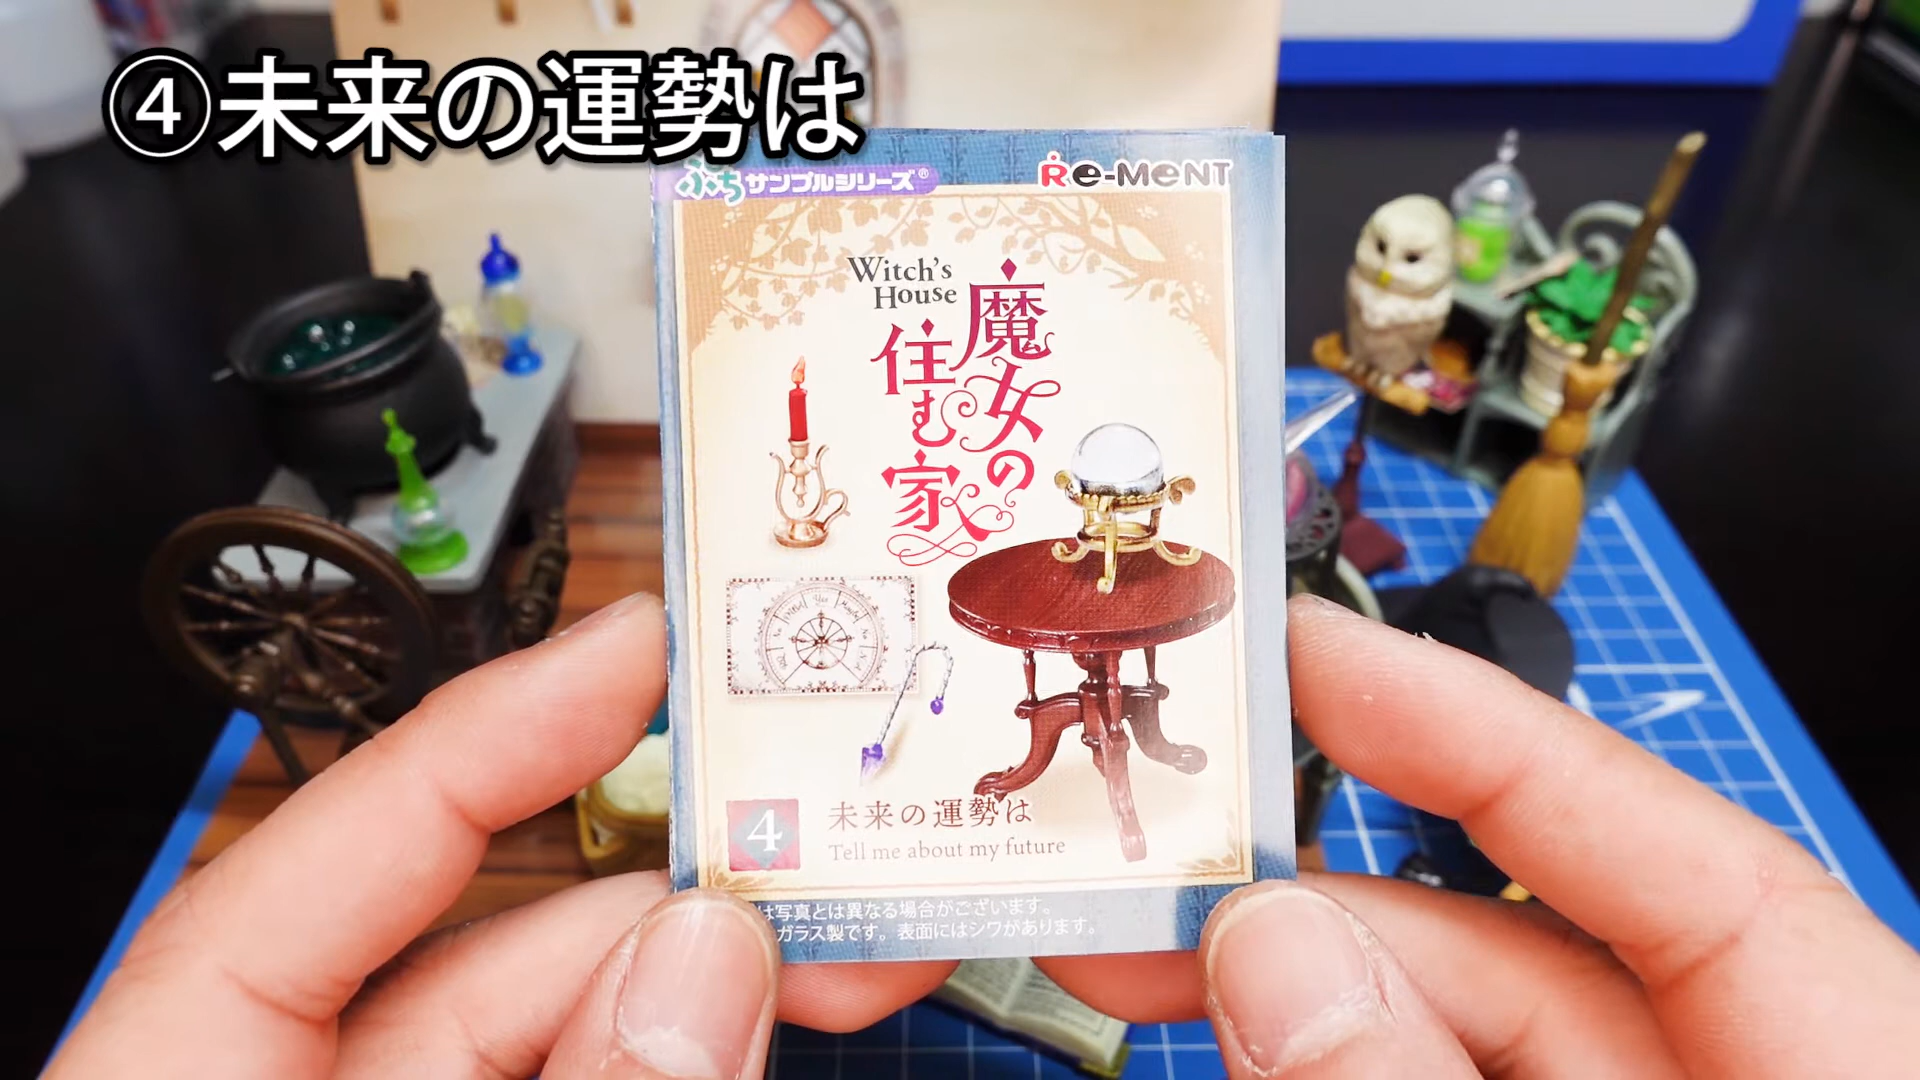 ④未来の運勢は
ぷちサンプルシリーズ®
Re-MeNT
Witch's
House
魔女の
住む家
4
未来の運勢は
Tell me about my future
は写真とは異なる場合がございます。
ガラス製です。表面にはシワがあります。